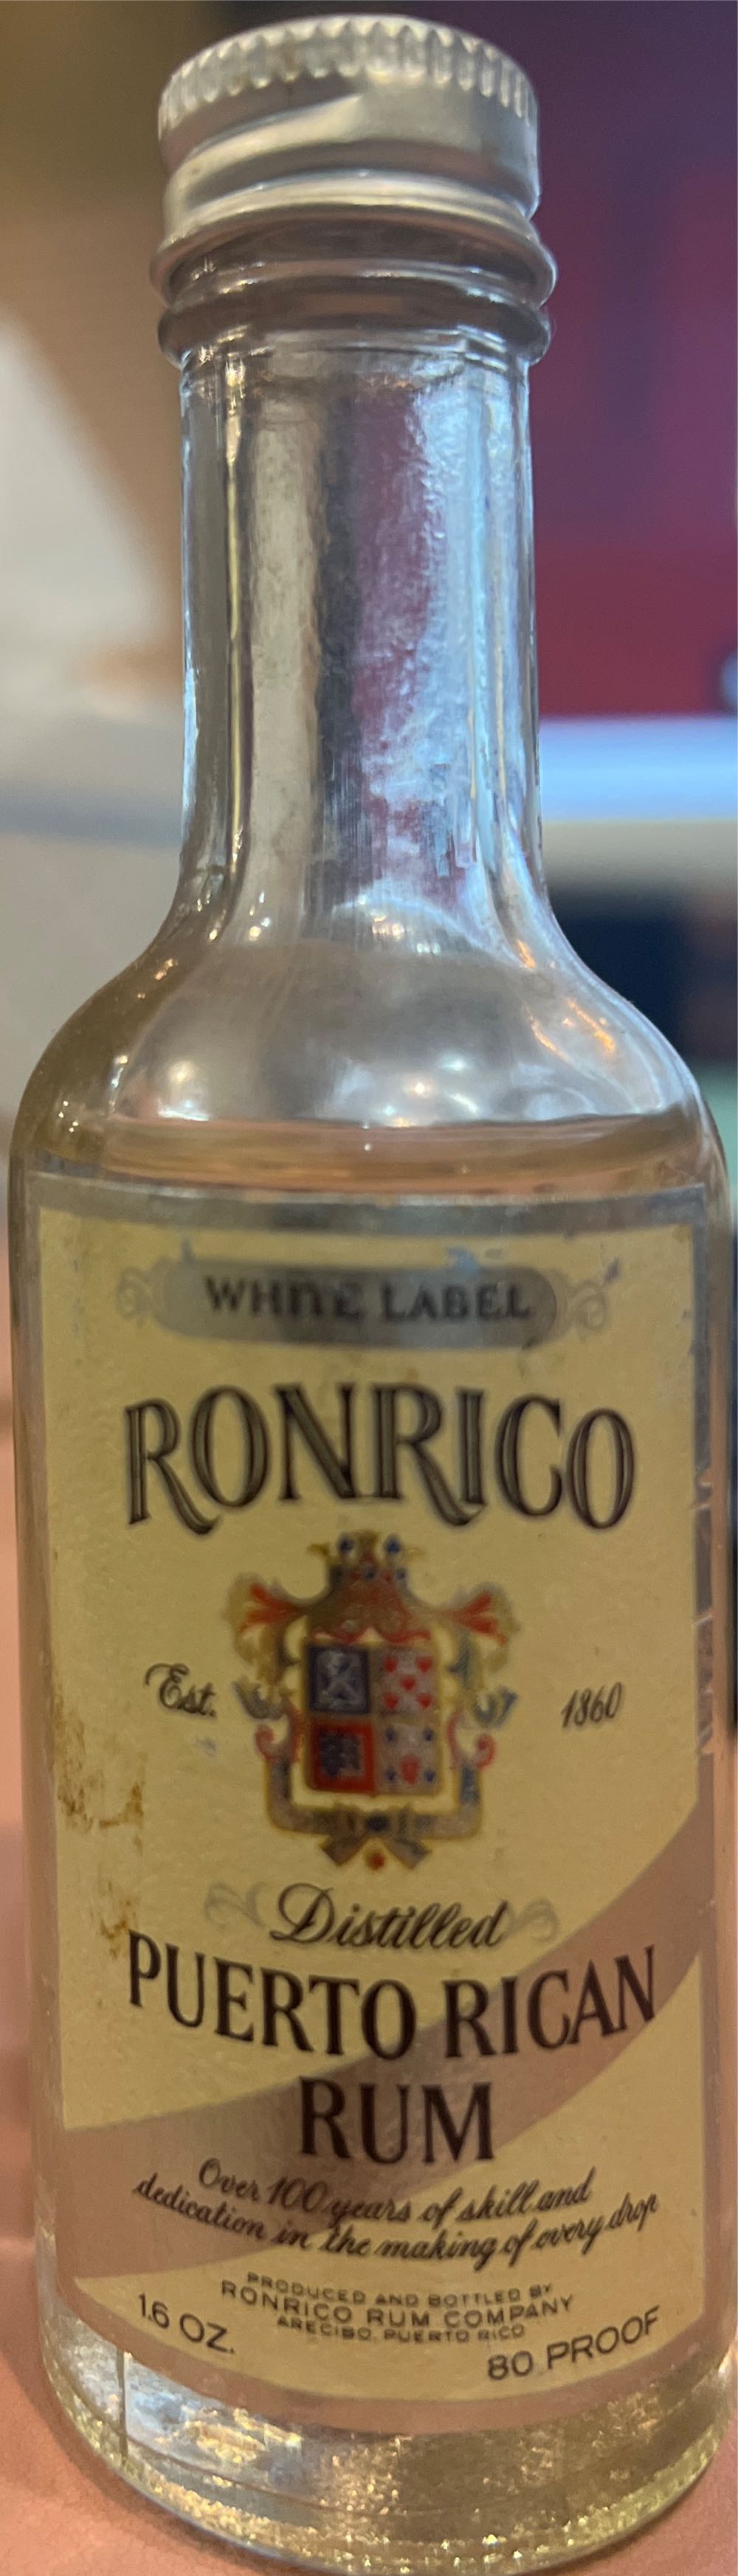 WHITE LABEL
RONRICO
Est. 1860
Distilled
PUERTO RICAN
RUM
Over 100 years of skill and
dedication in the making of every drop
PRODUCED AND BOTTLED BY
RONRICO RUM COMPANY
ARECIBO, PUERTO RICO
1.6 OZ. 80 PROOF